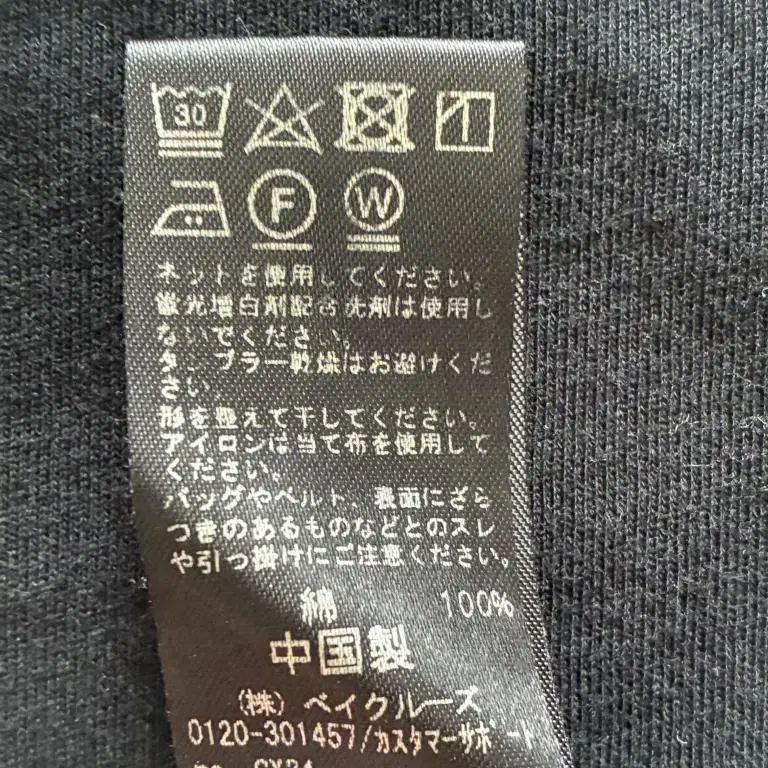 30
F
W
ネットを使用してください。
蛍光増白剤配合洗剤は使用し
ないでください。
タンブラー乾燥はお避けくだ
さい。
形を整えて干してください。
アイロンは当て布を使用して
ください。
バッグやベルト、表面にざら
つきのあるものなどとのスレ
や引っ掛けにご注意ください。
綿 100%
中国製
(株) ベイクルーズ
0120-301457/カスタマーサポート